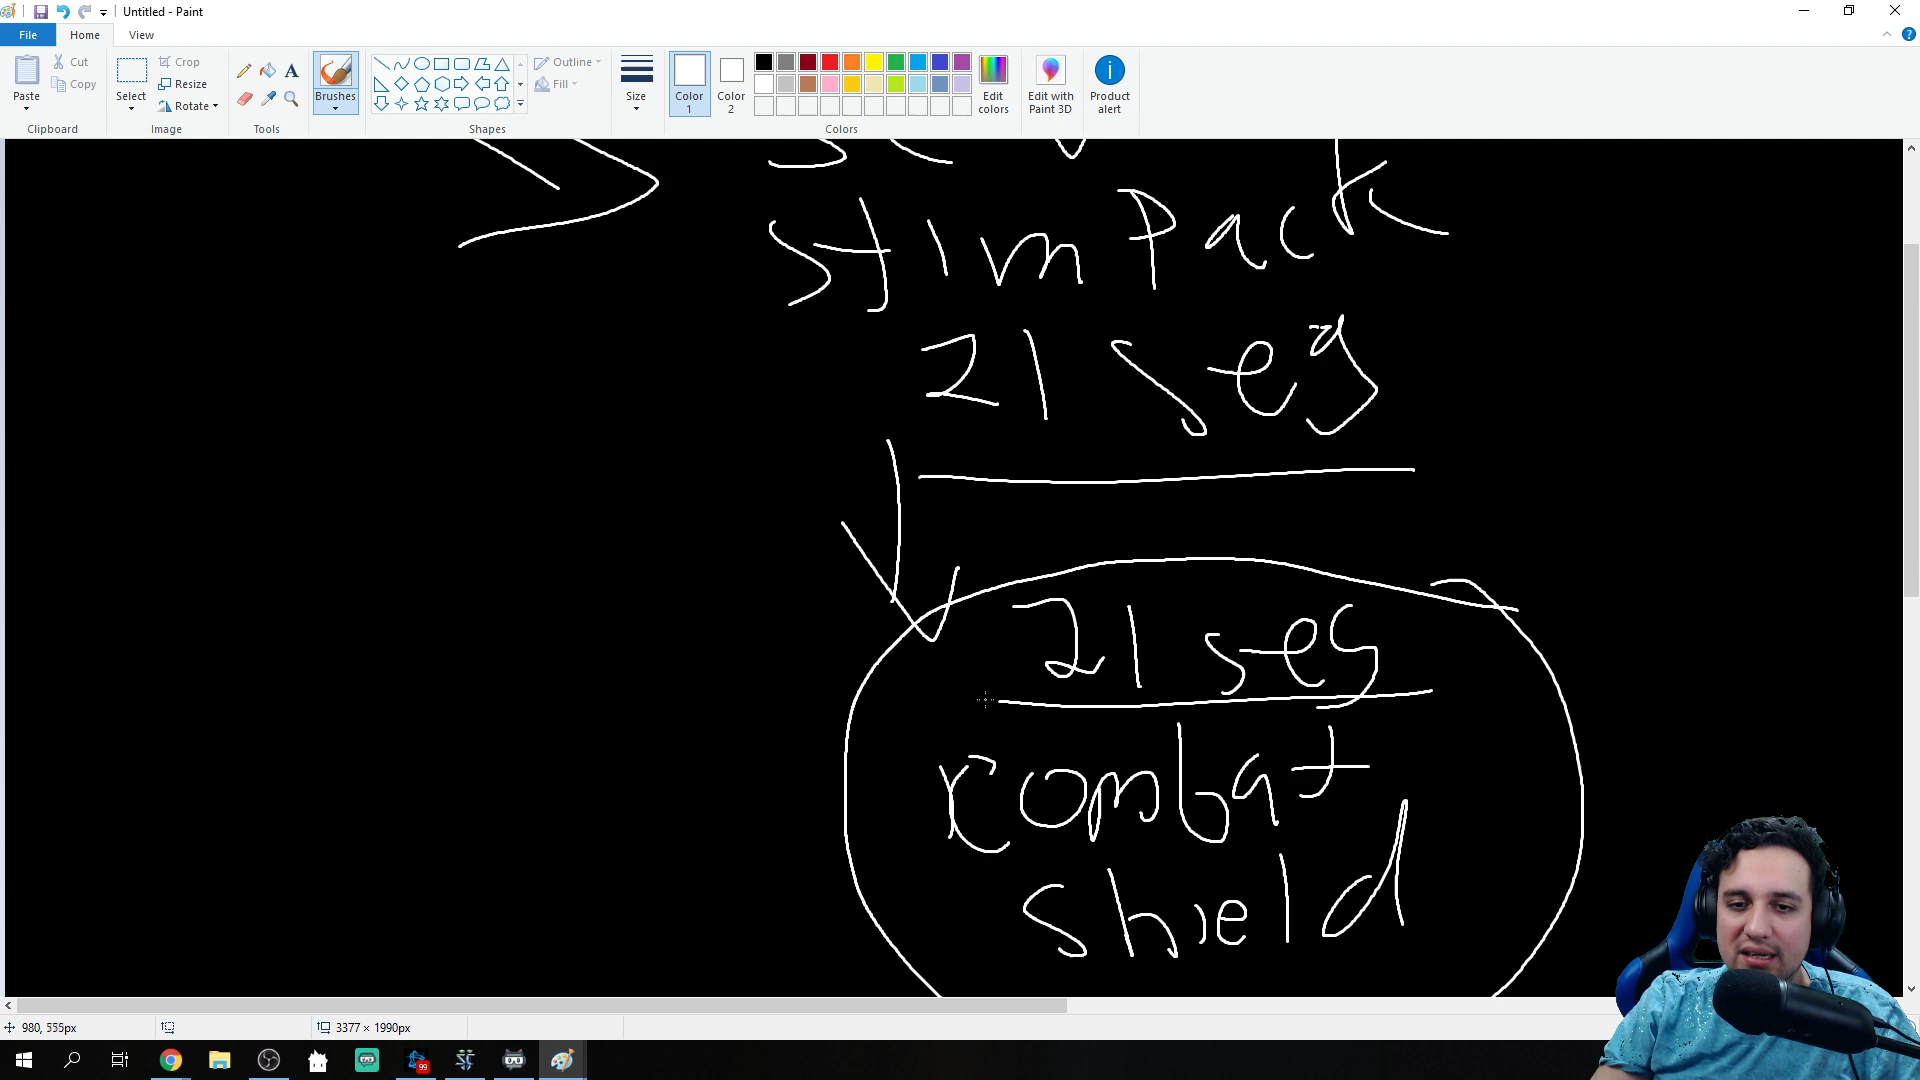 Untitled - Paint
File Home View
Paste
Cut
Copy
Clipboard
Select
Crop
Resize
Rotate
Image
Tools
Brushes
Shapes
Outline
Fill
Size
Color 1
Color 2
Colors
Edit colors
Edit with Paint 3D
Product alert
stim Pack
21 seg
21 seg
combat
shield
980, 555px
3377 × 1990px
99